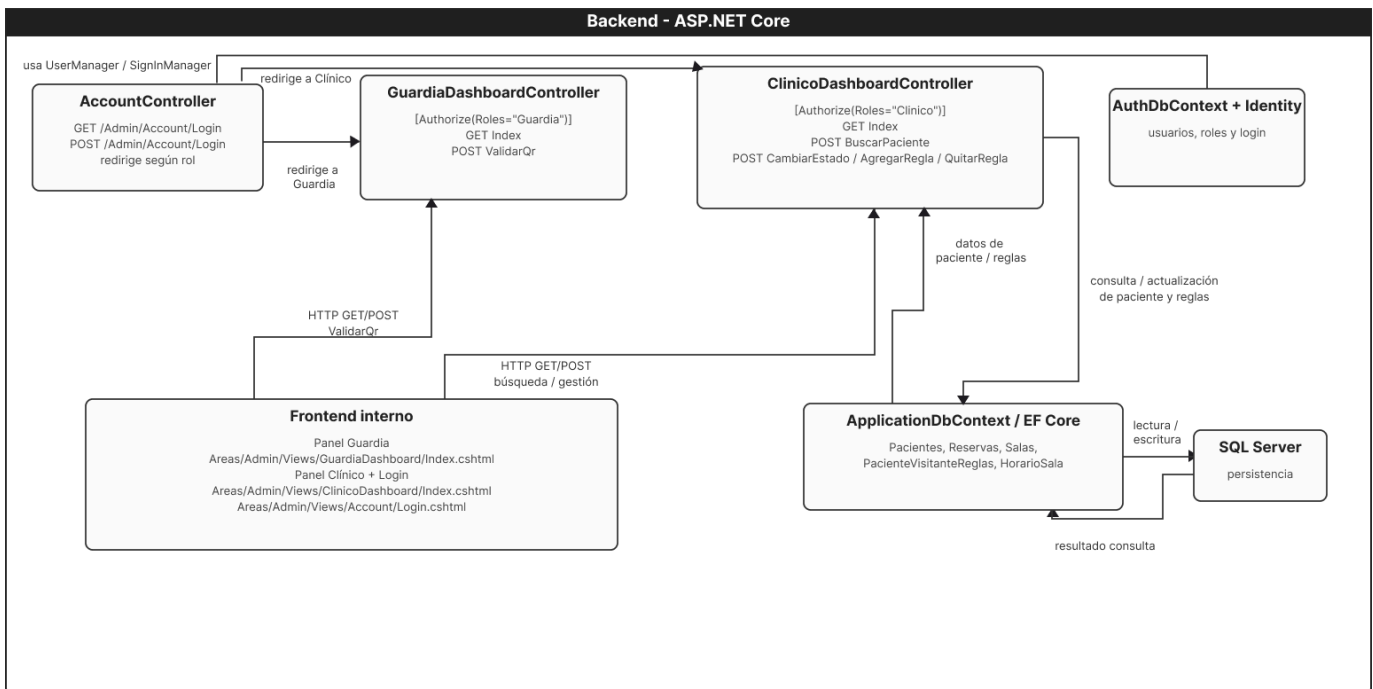 Backend - ASP.NET Core
usa UserManager / SignInManager
redirige a Clínico
AccountController
GET /Admin/Account/Login
POST /Admin/Account/Login
redirige según rol
redirige a
Guardia
GuardiaDashboardController
[Authorize(Roles="Guardia")]
GET Index
POST ValidarQr
ClinicoDashboardController
[Authorize(Roles="Clinico")]
GET Index
POST BuscarPaciente
POST CambiarEstado / AgregarRegla / QuitarRegla
AuthDbContext + Identity
usuarios, roles y login
datos de
paciente / reglas
consulta / actualización
de paciente y reglas
HTTP GET/POST
ValidarQr
HTTP GET/POST
búsqueda / gestión
Frontend interno
Panel Guardia
Areas/Admin/Views/GuardiaDashboard/Index.cshtml
Panel Clínico + Login
Areas/Admin/Views/ClinicoDashboard/Index.cshtml
Areas/Admin/Views/Account/Login.cshtml
ApplicationDbContext / EF Core
Pacientes, Reservas, Salas,
PacienteVisitanteReglas, HorarioSala
lectura /
escritura
SQL Server
persistencia
resultado consulta